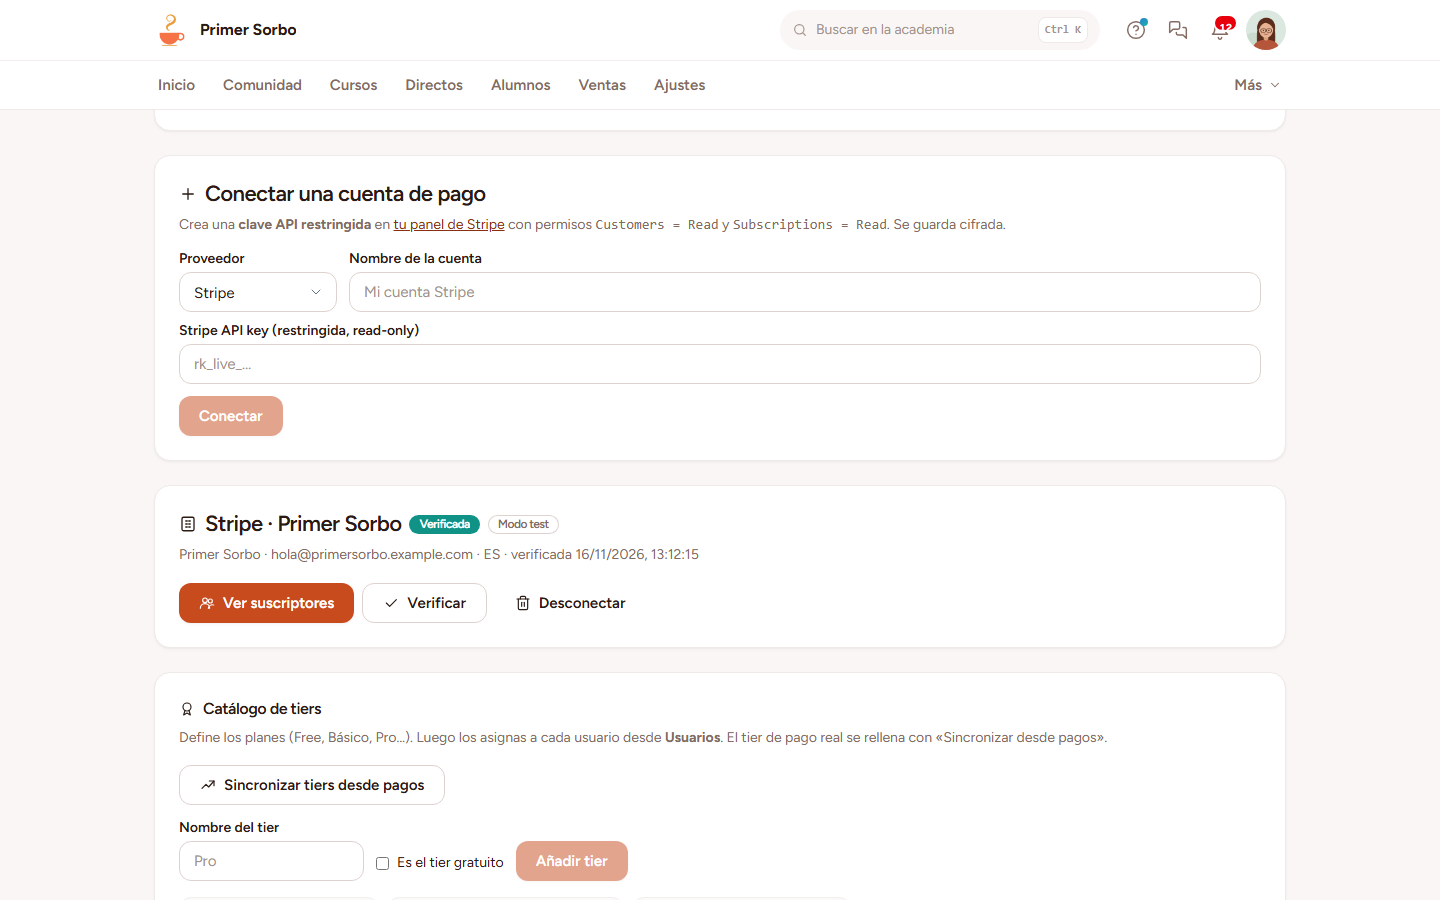 Primer Sorbo
Buscar en la academia
Ctrl K
12
Inicio
Comunidad
Cursos
Directos
Alumnos
Ventas
Ajustes
Más
Conectar una cuenta de pago
Crea una clave API restringida en tu panel de Stripe con permisos Customers = Read y Subscriptions = Read. Se guarda cifrada.
Proveedor
Nombre de la cuenta
Stripe
Mi cuenta Stripe
Stripe API key (restringida, read-only)
rk_live_...
Conectar
Stripe · Primer Sorbo
Verificada
Modo test
Primer Sorbo · hola@primersorbo.example.com · ES · verificada 16/11/2026, 13:12:15
Ver suscriptores
Verificar
Desconectar
Catálogo de tiers
Define los planes (Free, Básico, Pro...). Luego los asignas a cada usuario desde Usuarios. El tier de pago real se rellena con «Sincronizar desde pagos».
Sincronizar tiers desde pagos
Nombre del tier
Pro
Es el tier gratuito
Añadir tier